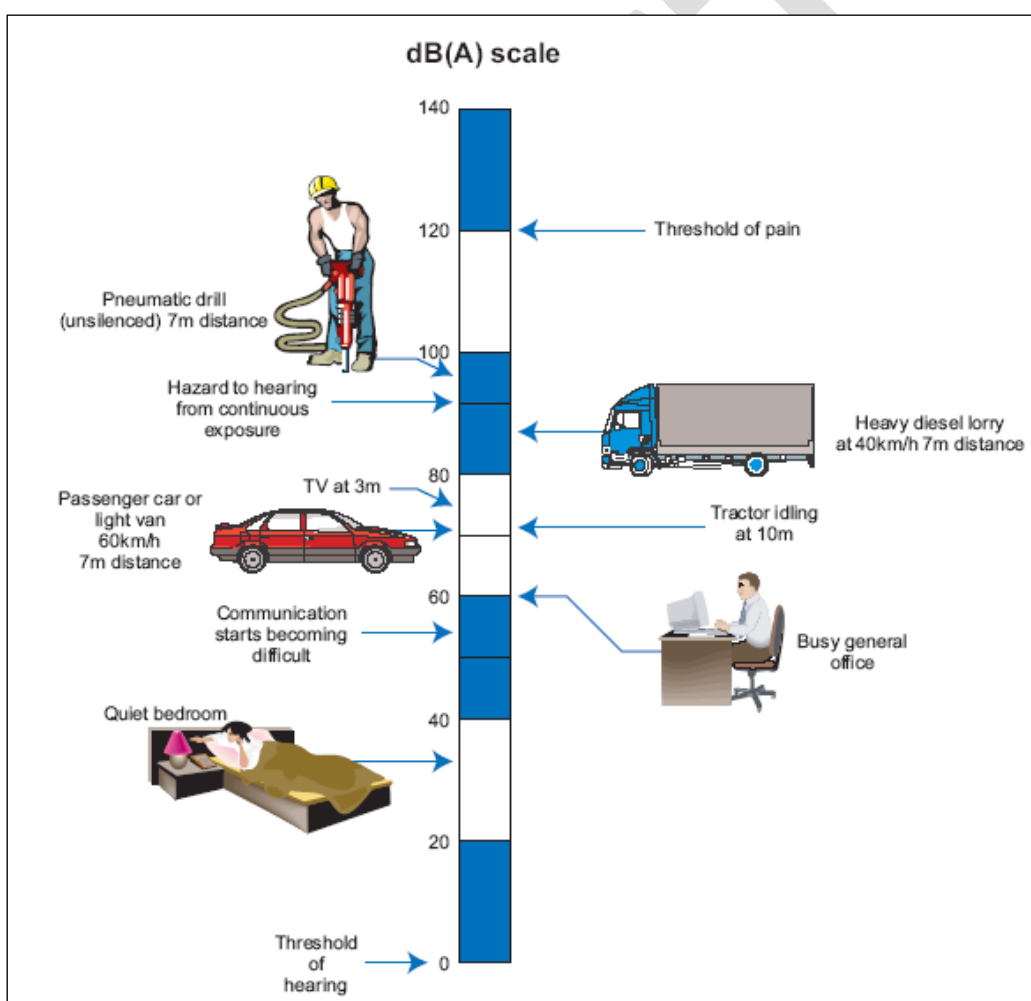 dB(A) scale
140
120
Threshold of pain
Pneumatic drill
(unsilenced) 7m distance
100
Hazard to hearing
from continuous
exposure
Heavy diesel lorry
at 40km/h 7m distance
80
TV at 3m
Passenger car or
light van
60km/h
7m distance
Tractor idling
at 10m
60
Communication
starts becoming
difficult
Busy general
office
Quiet bedroom
40
20
Threshold
of
hearing
0